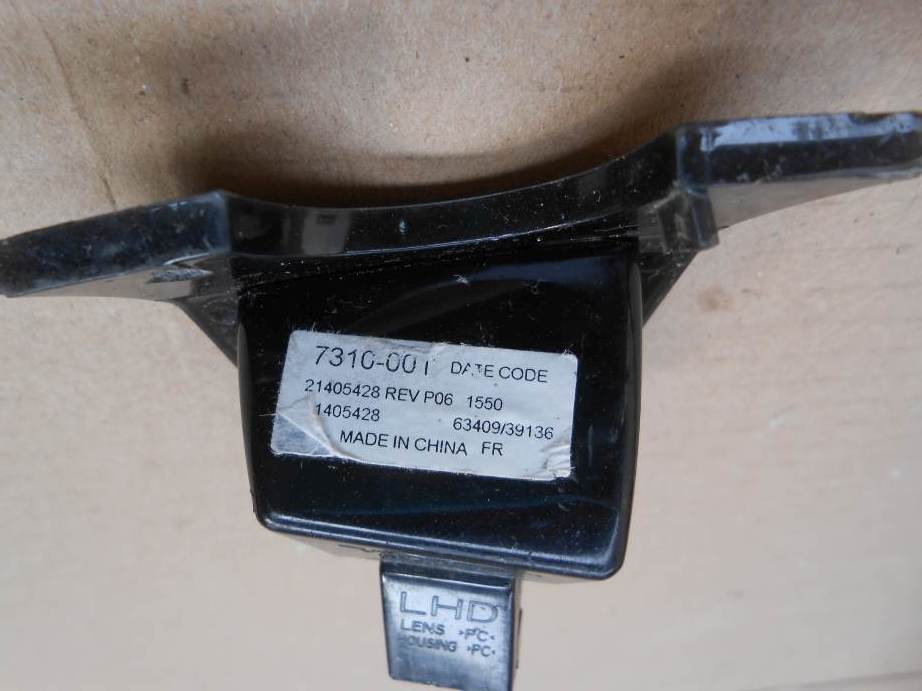 7310-001 DATE CODE
21405428 REV P06 1550
1405428 63409/39136
MADE IN CHINA FR
LHD
LENS >PC<
HOUSING >PC<